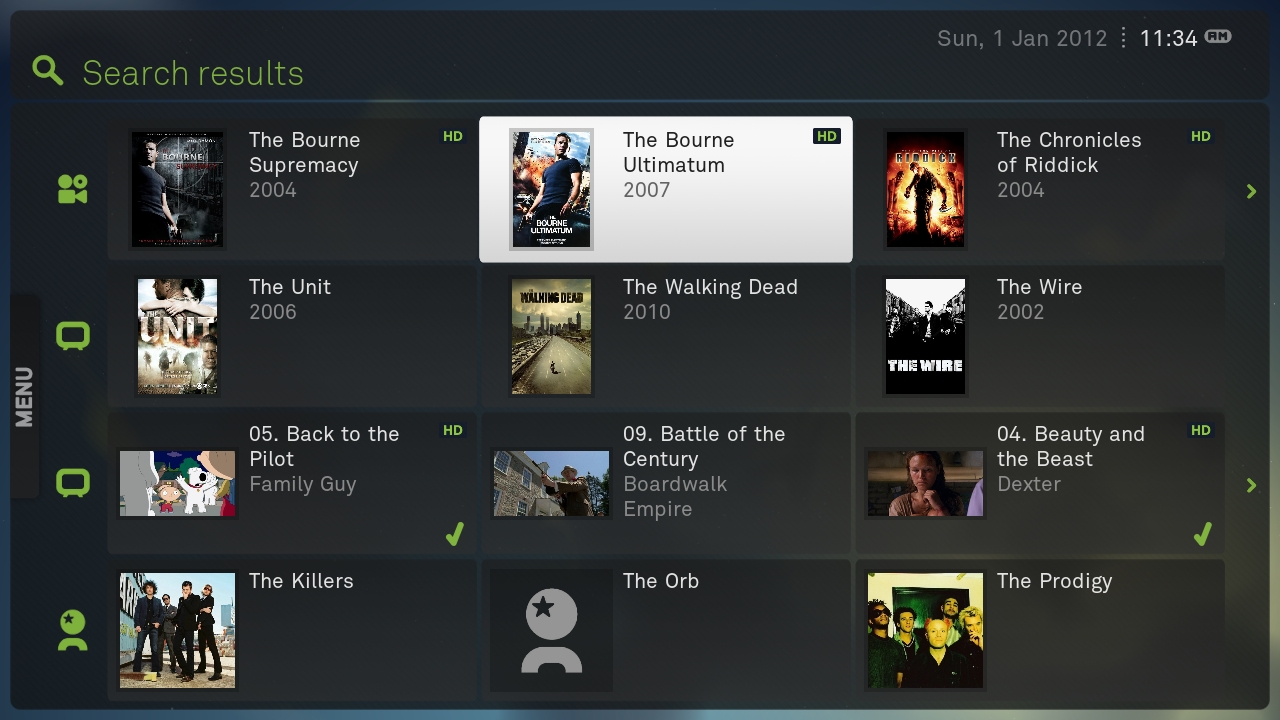 Sun, 1 Jan 2012 11:34 AM
Search results
The Bourne
Supremacy
2004
HD
BOURNE
The Bourne
Ultimatum
2007
HD
THE
BOURNE
ULTIMATUM
The Chronicles
of Riddick
2004
HD
RIDDICK
The Unit
2006
UNIT
The Walking Dead
2010
WALKING DEAD
The Wire
2002
THE WIRE
MENU
05. Back to the
Pilot
Family Guy
HD
09. Battle of the
Century
Boardwalk
Empire
04. Beauty and
the Beast
Dexter
HD
The Killers
The Orb
The Prodigy